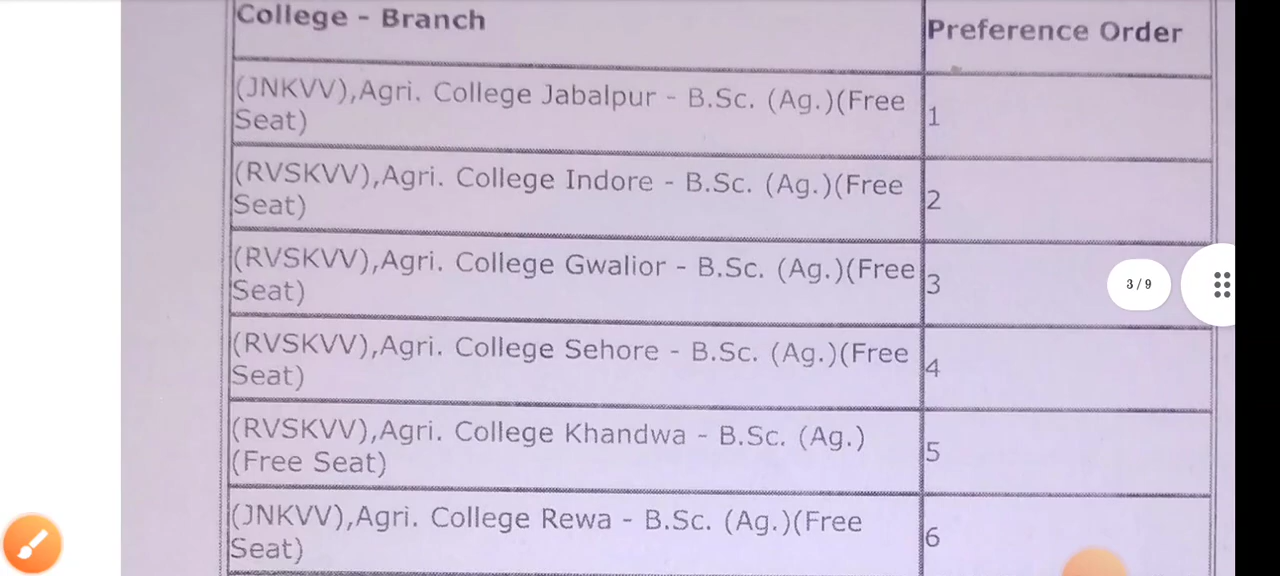 College - Branch
Preference Order
(JNKVV),Agri. College Jabalpur - B.Sc. (Ag.)(Free
Seat)
1
(RVSKVV),Agri. College Indore - B.Sc. (Ag.)(Free
Seat)
2
(RVSKVV),Agri. College Gwalior - B.Sc. (Ag.)(Free
Seat)
3
3 / 9
(RVSKVV),Agri. College Sehore - B.Sc. (Ag.)(Free
Seat)
4
(RVSKVV),Agri. College Khandwa - B.Sc. (Ag.)
(Free Seat)
5
(JNKVV),Agri. College Rewa - B.Sc. (Ag.)(Free
Seat)
6